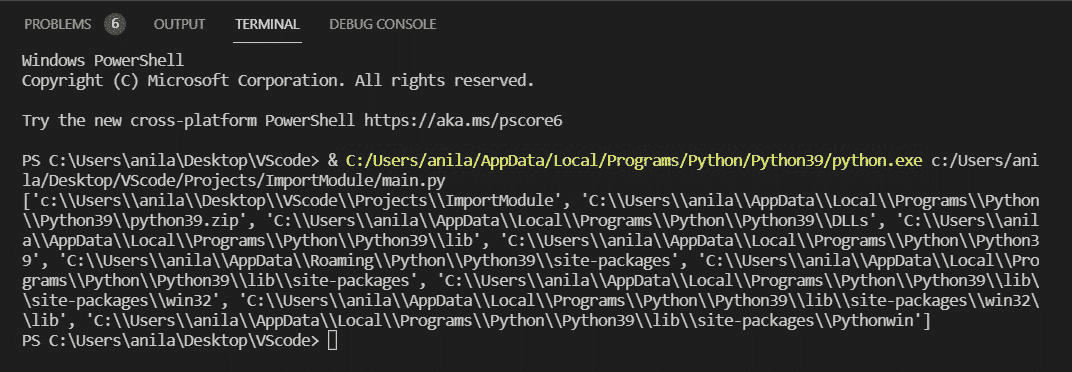 PROBLEMS 6 OUTPUT TERMINAL DEBUG CONSOLE
Windows PowerShell
Copyright (C) Microsoft Corporation. All rights reserved.
Try the new cross-platform PowerShell https://aka.ms/pscore6
PS C:\Users\anila\Desktop\VScode> & C:/Users/anila/AppData/Local/Programs/Python/Python39/python.exe c:/Users/ani
la/Desktop/VScode/Projects/ImportModule/main.py
['c:\\Users\\anila\\Desktop\\VScode\\Projects\\ImportModule', 'C:\\Users\\anila\\AppData\\Local\\Programs\\Python
\\Python39\\python39.zip', 'C:\\Users\\anila\\AppData\\Local\\Programs\\Python\\Python39\\DLLs', 'C:\\Users\\anil
a\\AppData\\Local\\Programs\\Python\\Python39\\lib', 'C:\\Users\\anila\\AppData\\Local\\Programs\\Python\\Python3
9', 'C:\\Users\\anila\\AppData\\Roaming\\Python\\Python39\\site-packages', 'C:\\Users\\anila\\AppData\\Local\\Pro
grams\\Python\\Python39\\lib\\site-packages', 'C:\\Users\\anila\\AppData\\Local\\Programs\\Python\\Python39\\lib\
\site-packages\\win32', 'C:\\Users\\anila\\AppData\\Local\\Programs\\Python\\Python39\\lib\\site-packages\\win32\
\lib', 'C:\\Users\\anila\\AppData\\Local\\Programs\\Python\\Python39\\lib\\site-packages\\Pythonwin']
PS C:\Users\anila\Desktop\VScode>